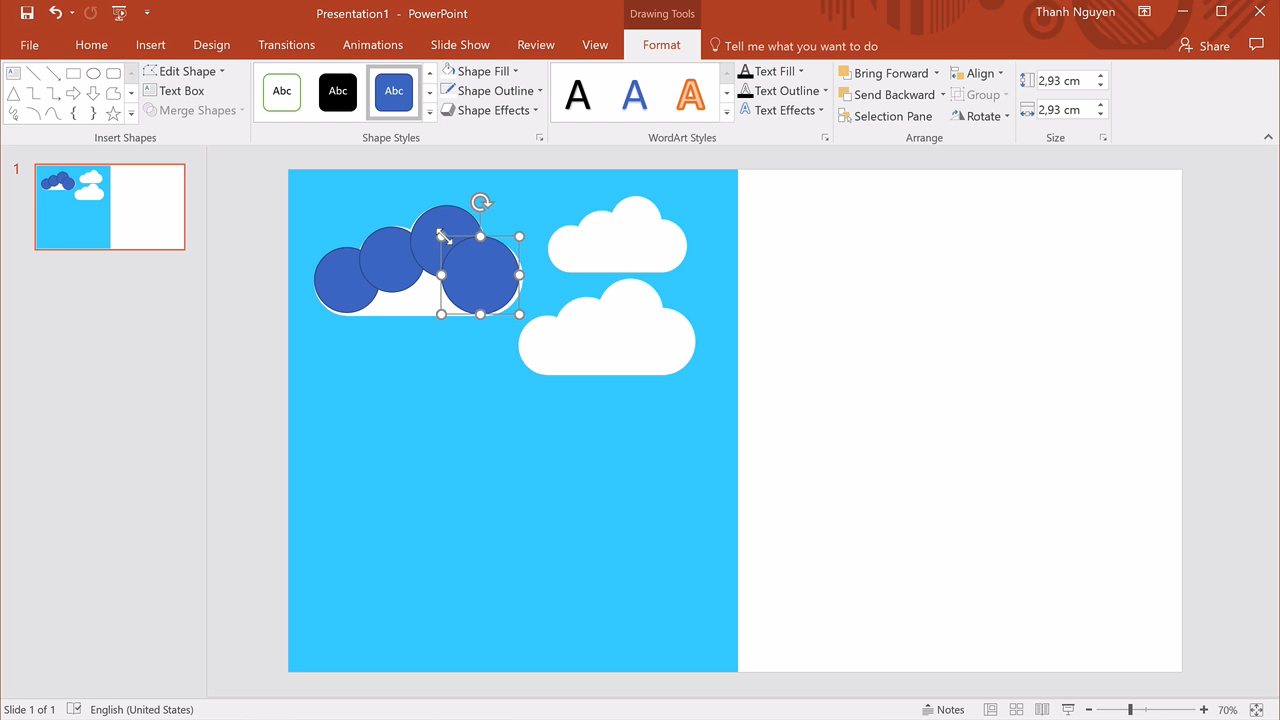 Presentation1 - PowerPoint
Drawing Tools
Thanh Nguyen
File
Home
Insert
Design
Transitions
Animations
Slide Show
Review
View
Format
Tell me what you want to do
Share
Edit Shape
Text Box
Merge Shapes
Insert Shapes
Abc
Abc
Abc
Shape Fill
Shape Outline
Shape Effects
Shape Styles
A
A
A
Text Fill
Text Outline
Text Effects
WordArt Styles
Bring Forward
Send Backward
Selection Pane
Align
Group
Rotate
Arrange
2,93 cm
2,93 cm
Size
1
Slide 1 of 1
English (United States)
Notes
70%